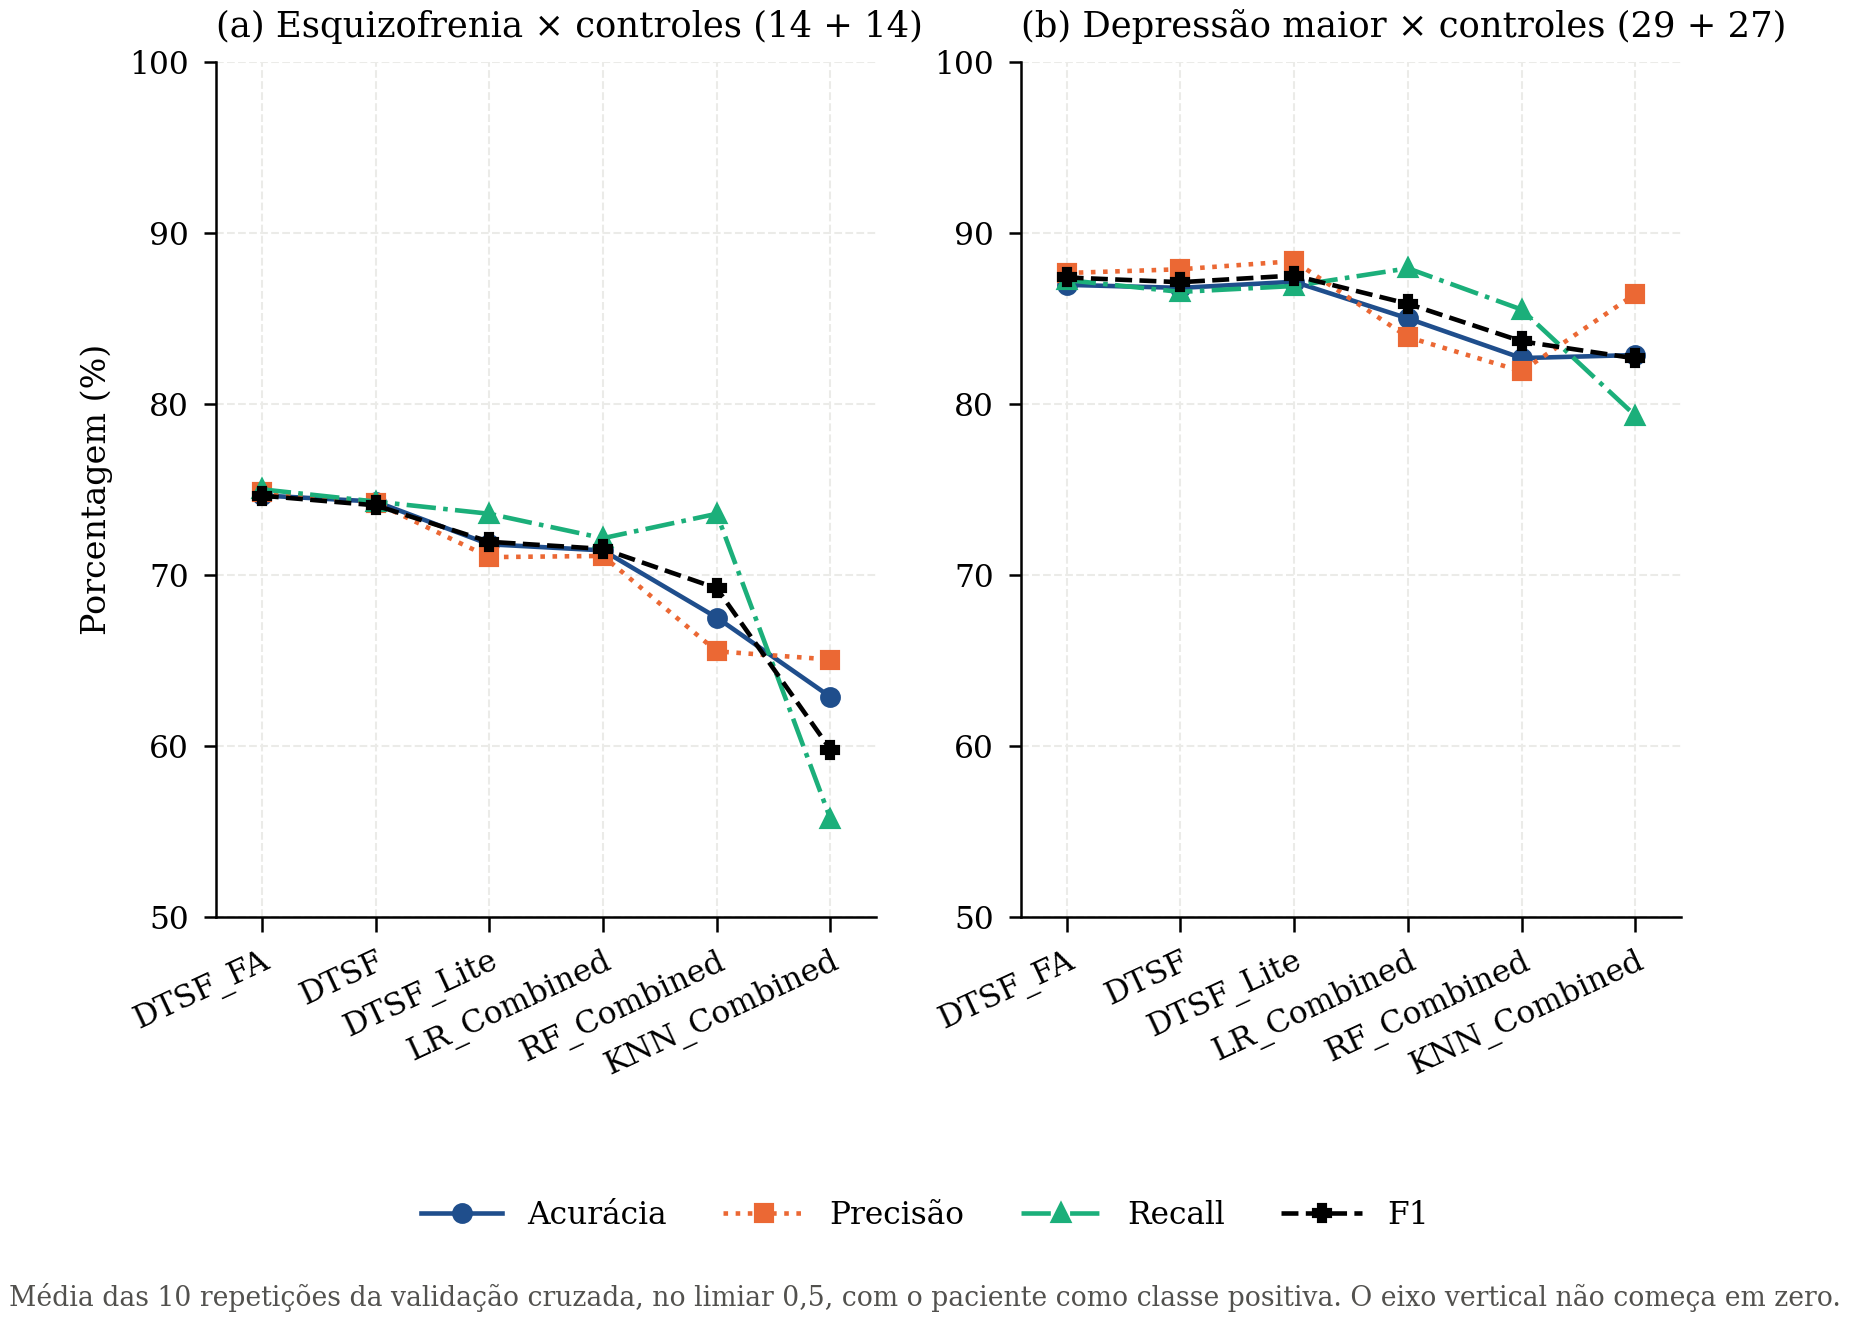 (a) Esquizofrenia × controles (14 + 14)
(b) Depressão maior × controles (29 + 27)
Porcentagem (%)
100
90
80
70
60
50
DTSF_FA
DTSF
DTSF_Lite
LR_Combined
RF_Combined
KNN_Combined
100
90
80
70
60
50
DTSF_FA
DTSF
DTSF_Lite
LR_Combined
RF_Combined
KNN_Combined
Acurácia
Precisão
Recall
F1
Média das 10 repetições da validação cruzada, no limiar 0,5, com o paciente como classe positiva. O eixo vertical não começa em zero.